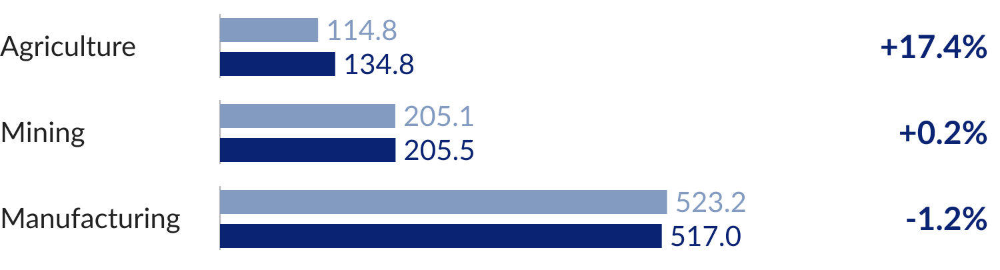 114.8
Agriculture +17.4%
134.8
205.1
Mining +0.2%
205.5
523.2
Manufacturing -1.2%
517.0